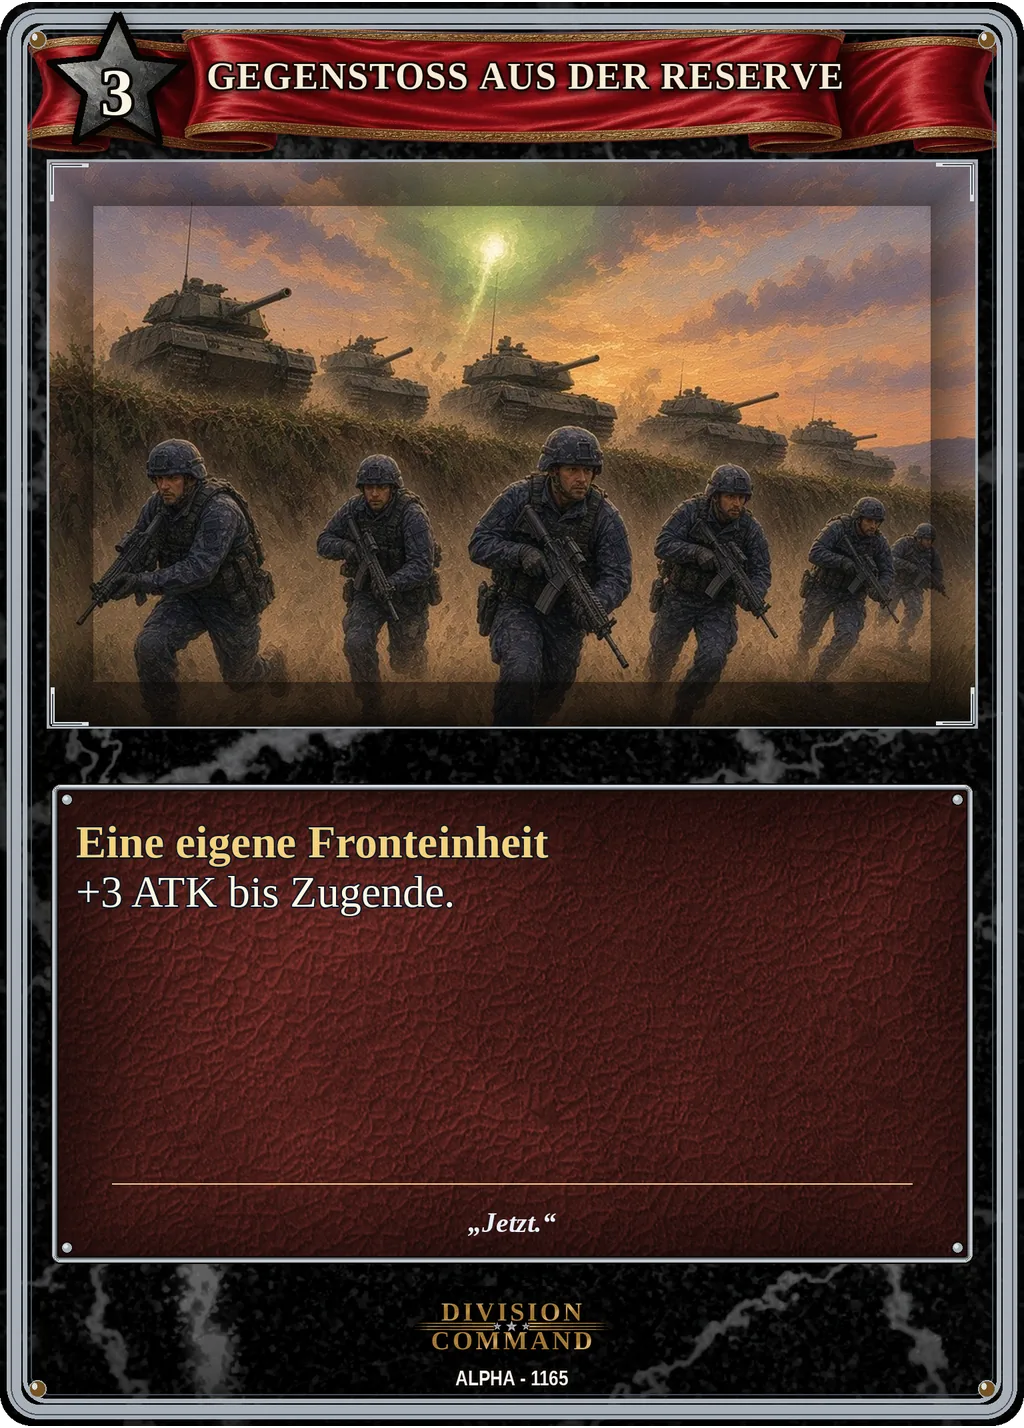 3
GEGENSTOSS AUS DER RESERVE
Eine eigene Fronteinheit
+3 ATK bis Zugende.
„Jetzt.“
DIVISION
COMMAND
ALPHA - 1165